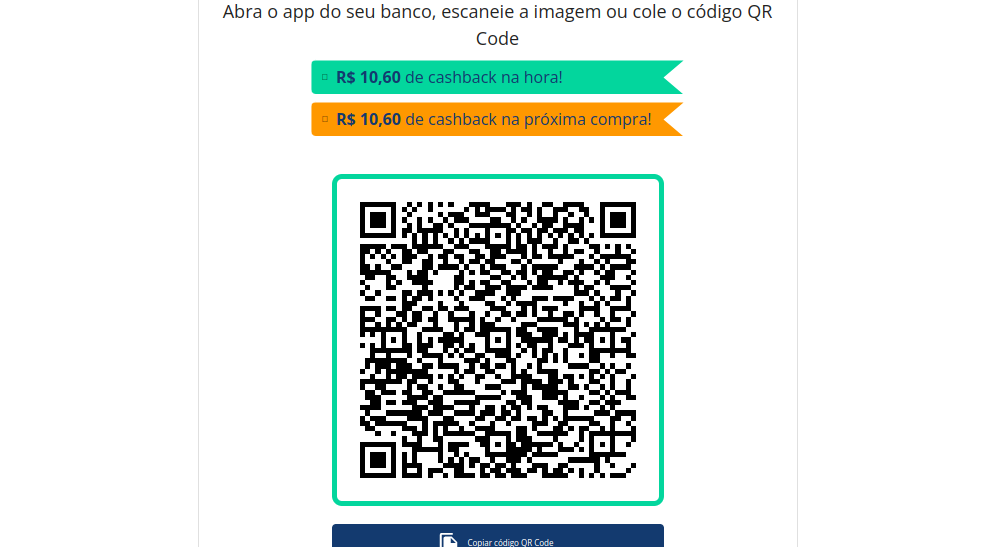 Abra o app do seu banco, escaneie a imagem ou cole o código QR
Code
R$ 10,60 de cashback na hora!
R$ 10,60 de cashback na próxima compra!
Copiar código QR Code